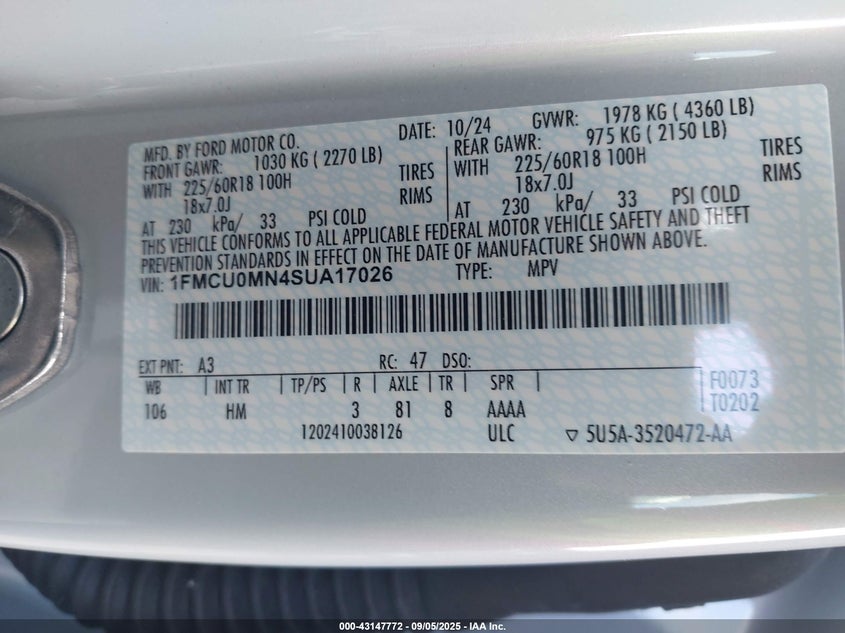 MFD. BY FORD MOTOR CO.
DATE: 10/24 GVWR: 1978 KG ( 4360 LB)
FRONT GAWR: 1030 KG ( 2270 LB)
REAR GAWR: 975 KG ( 2150 LB)
WITH 225/60R18 100H TIRES
WITH 225/60R18 100H TIRES
18x7.0J RIMS
18x7.0J RIMS
AT 230 kPa/ 33 PSI COLD
AT 230 kPa/ 33 PSI COLD
THIS VEHICLE CONFORMS TO ALL APPLICABLE FEDERAL MOTOR VEHICLE SAFETY AND THEFT
PREVENTION STANDARDS IN EFFECT ON THE DATE OF MANUFACTURE SHOWN ABOVE.
VIN: 1FMCU0MN4SUA17026 TYPE: MPV
EXT PNT: A3 RC: 47 DSO:
WB INT TR TP/PS R AXLE TR SPR F0073
106 HM 3 81 8 AAAA T0202
1202410038126 ULC 5U5A-3520472-AA
000-43147772 09/05/2025 - IAA Inc.